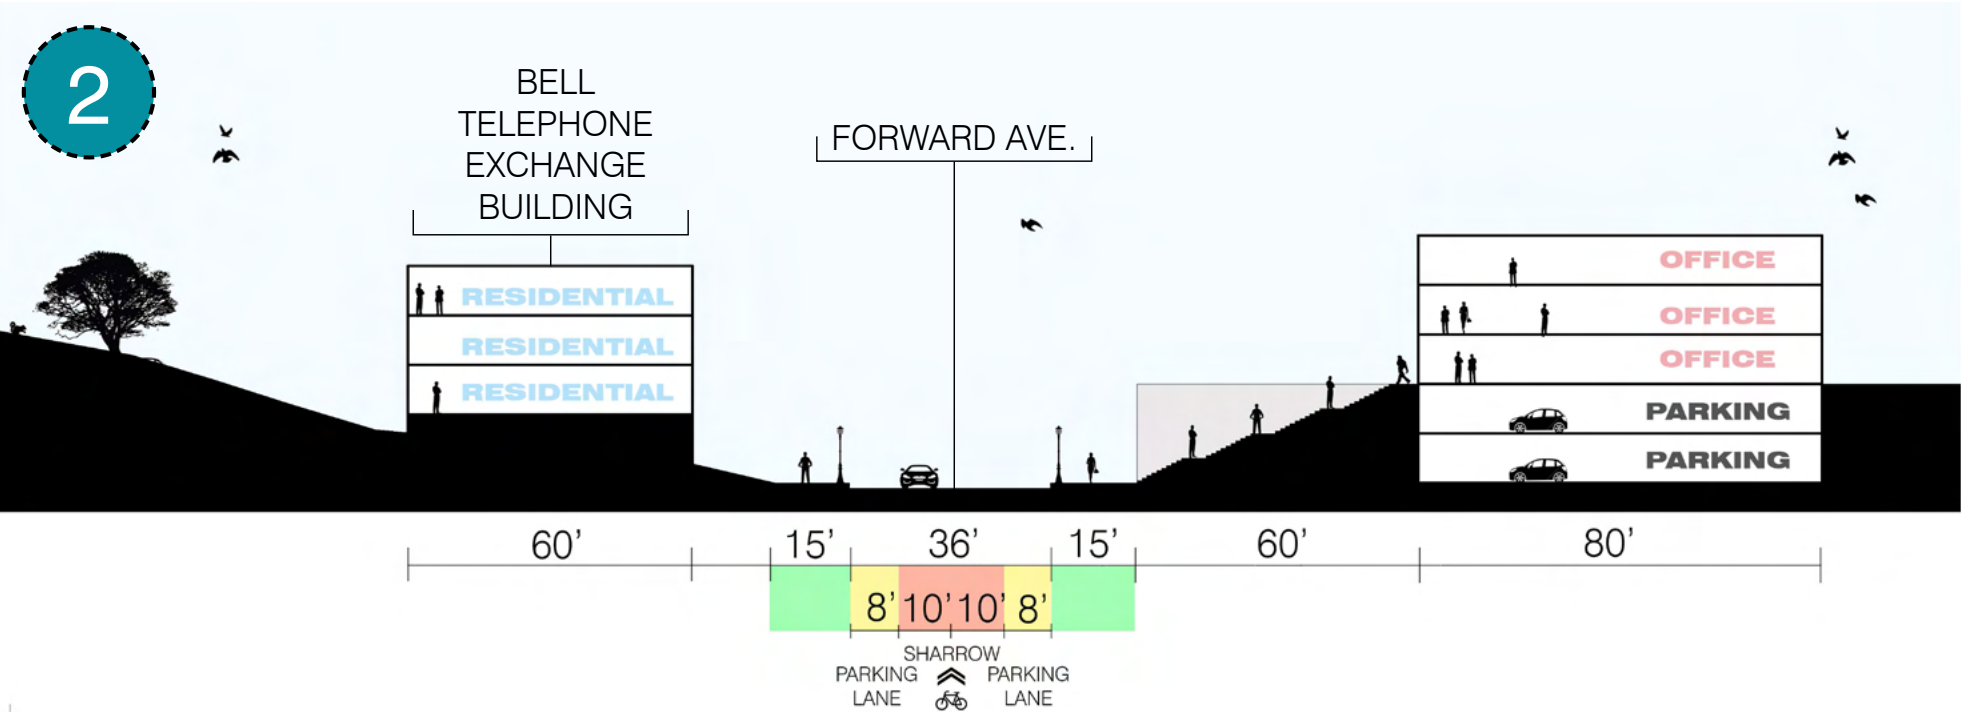 2
BELL
TELEPHONE
EXCHANGE
BUILDING
FORWARD AVE.
RESIDENTIAL
RESIDENTIAL
RESIDENTIAL
OFFICE
OFFICE
OFFICE
PARKING
PARKING
60’ 15’ 36’ 15’ 60’ 80’
8’ 10’ 10’ 8’
SHARROW
PARKING
LANE
PARKING
LANE